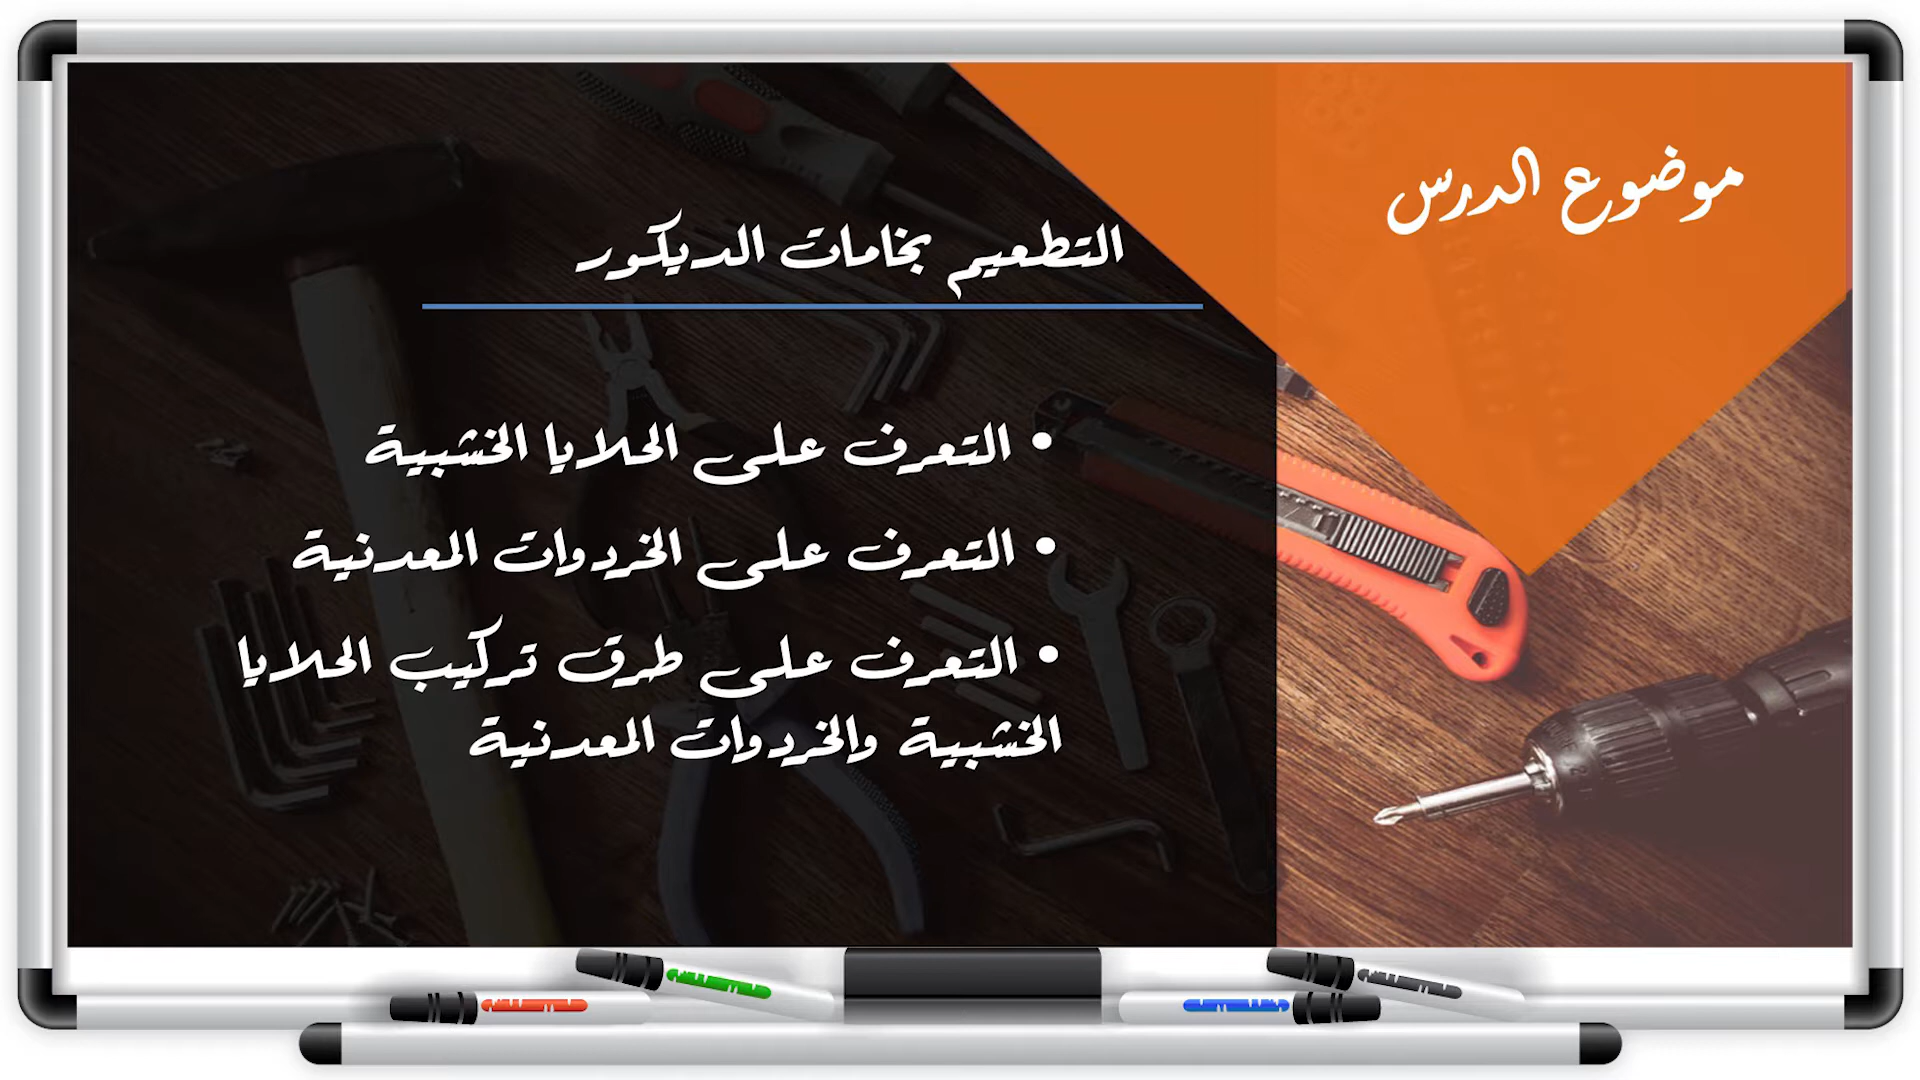 موضوع الدرس
التطعيم بخامات الديكور
• التعرف على الحلايا الخشبية
• التعرف على الخردوات المعدنية
• التعرف على طرق تركيب الحلايا
الخشبية والخردوات المعدنية